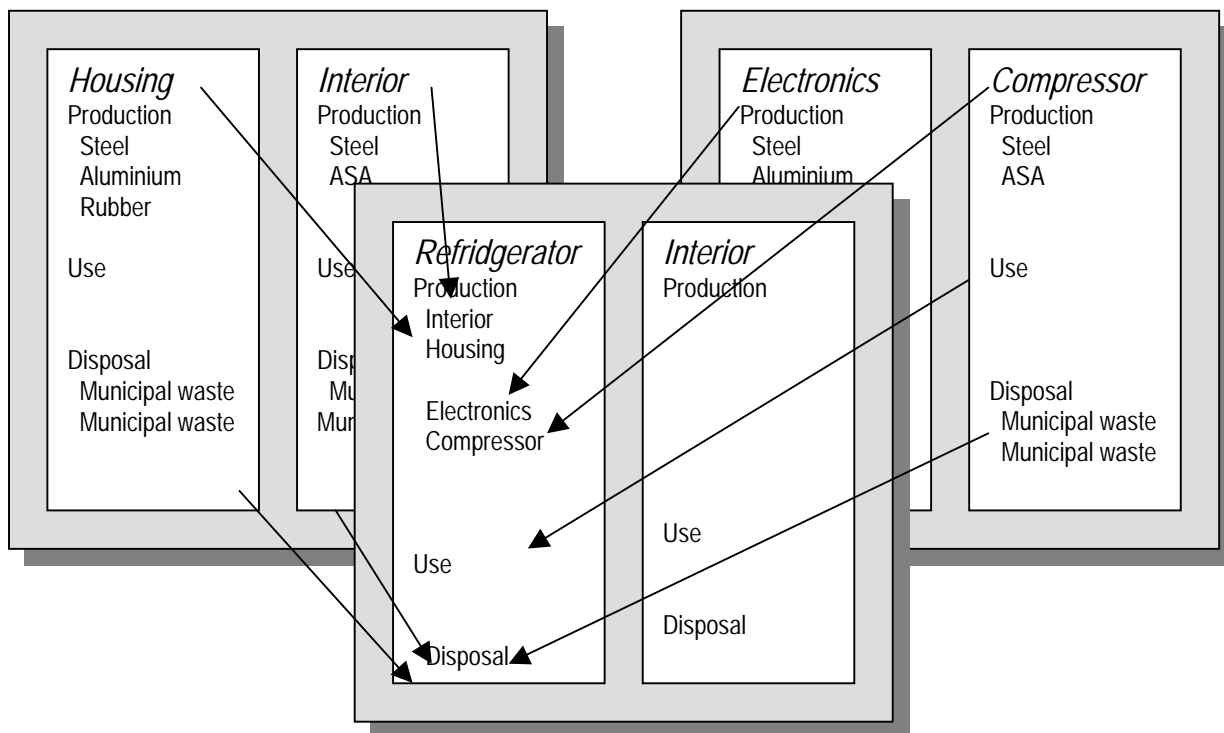 Housing
Production
Steel
Aluminium
Rubber
Use
Disposal
Municipal waste
Municipal waste
Interior
Production
Steel
ASA
Use
Electronics
Production
Steel
Aluminium
Compressor
Production
Steel
ASA
Use
Disposal
Municipal waste
Municipal waste
Refridgerator
Production
Interior
Housing
Electronics
Compressor
Use
Disposal
Interior
Production
Use
Disposal